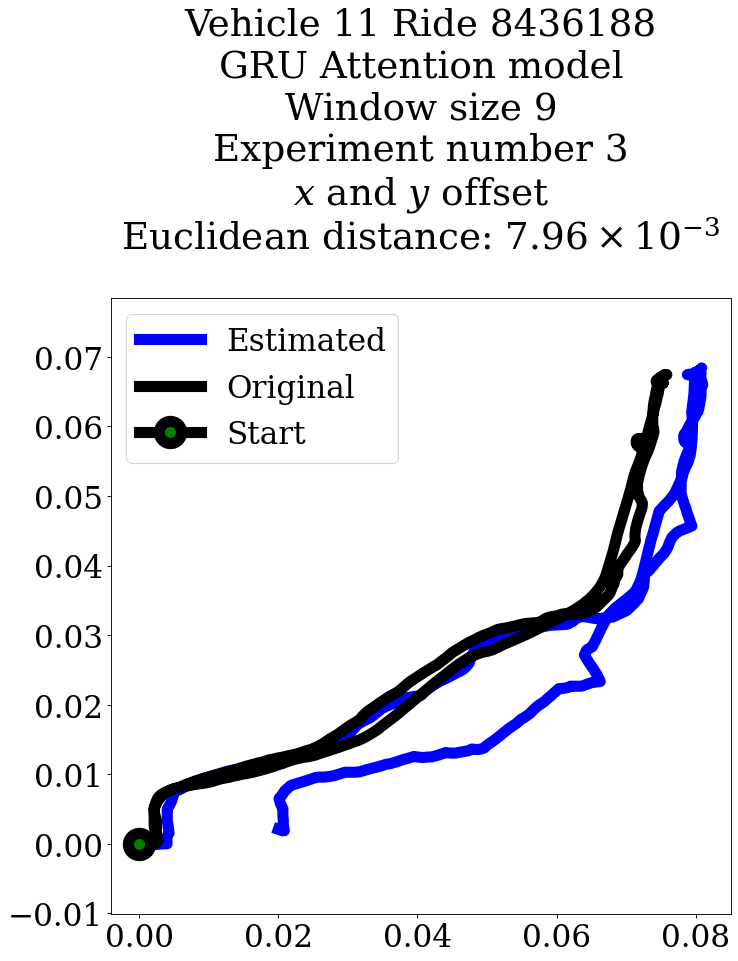 Vehicle 11 Ride 8436188
GRU Attention model
Window size 9
Experiment number 3
x and y offset
Euclidean distance: 7.96 × 10⁻³
Estimated
Original
Start
0.07
0.06
0.05
0.04
0.03
0.02
0.01
0.00
−0.01
0.00 0.02 0.04 0.06 0.08